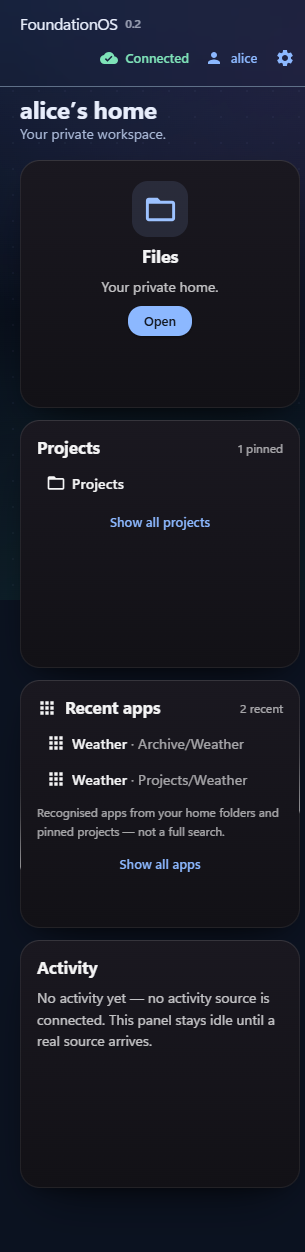 FoundationOS 0.2
Connected alice
alice's home
Your private workspace.
Files
Your private home.
Open
Projects 1 pinned
Projects
Show all projects
Recent apps 2 recent
Weather · Archive/Weather
Weather · Projects/Weather
Recognised apps from your home folders and
pinned projects — not a full search.
Show all apps
Activity
No activity yet — no activity source is
connected. This panel stays idle until a
real source arrives.